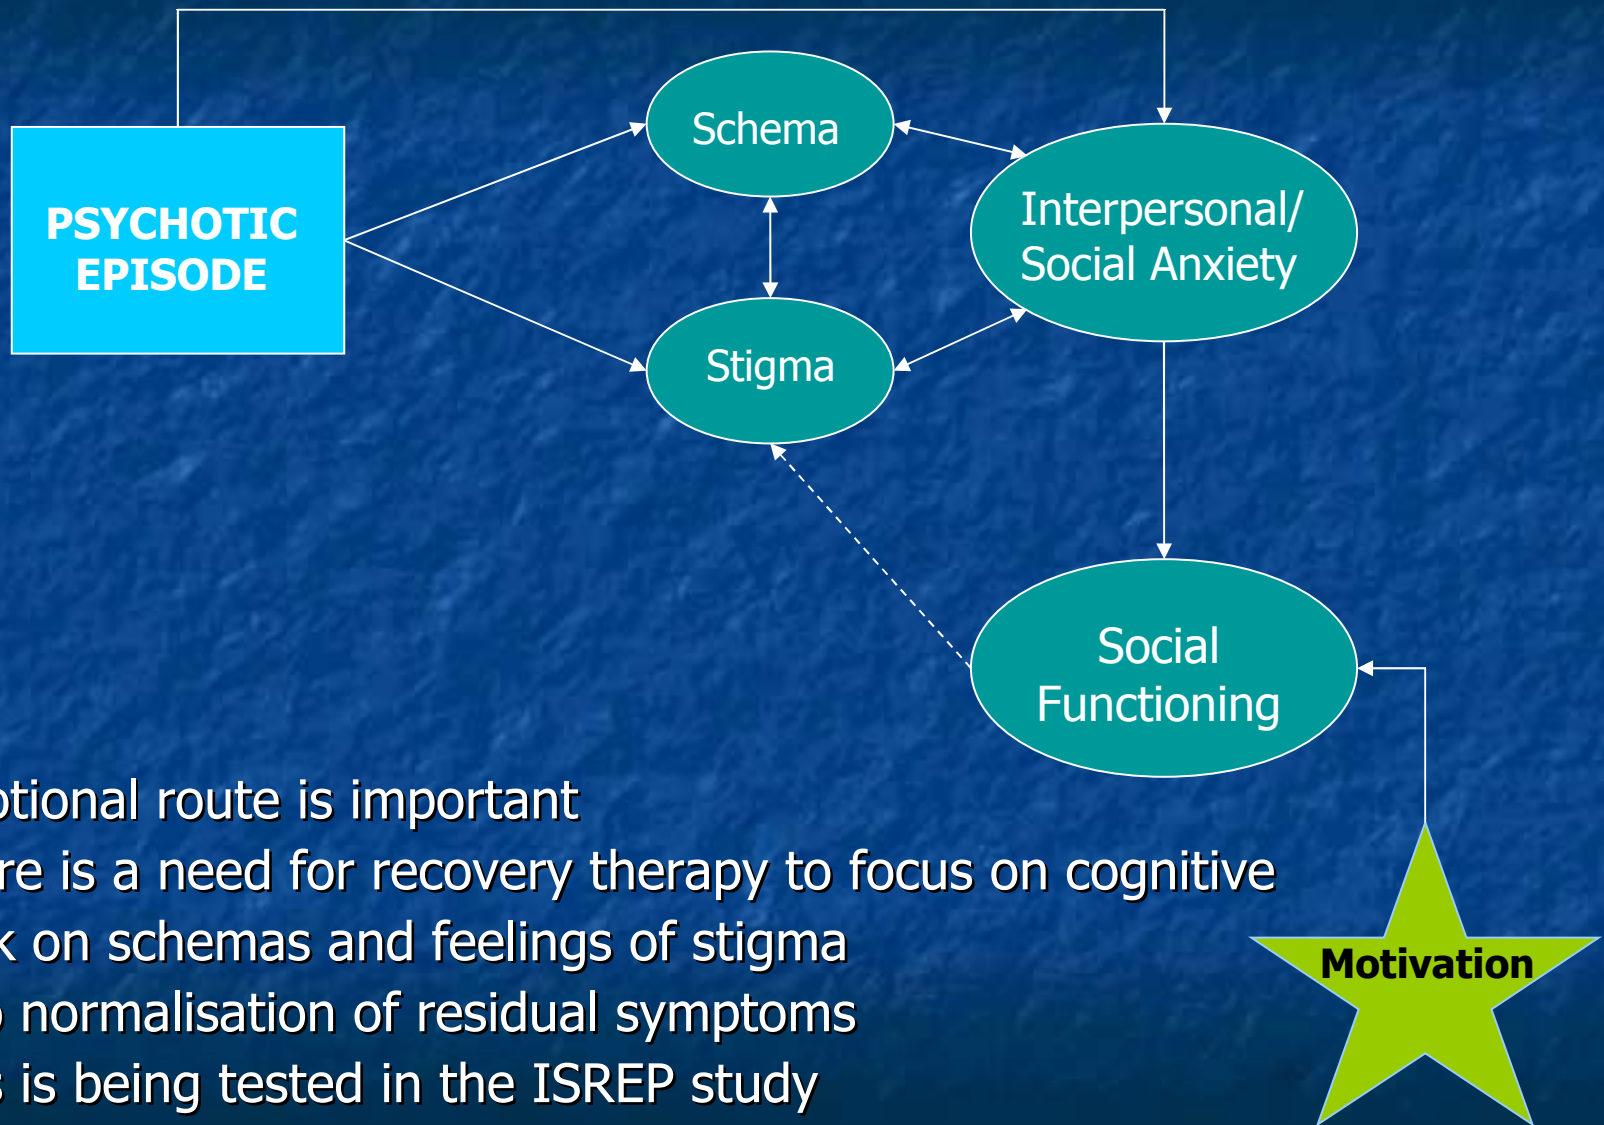 Schema
PSYCHOTIC
EPISODE
Interpersonal/
Social Anxiety
Stigma
Social
Functioning
otional route is important
re is a need for recovery therapy to focus on cognitive
k on schemas and feelings of stigma
o normalisation of residual symptoms
s is being tested in the ISREP study
Motivation